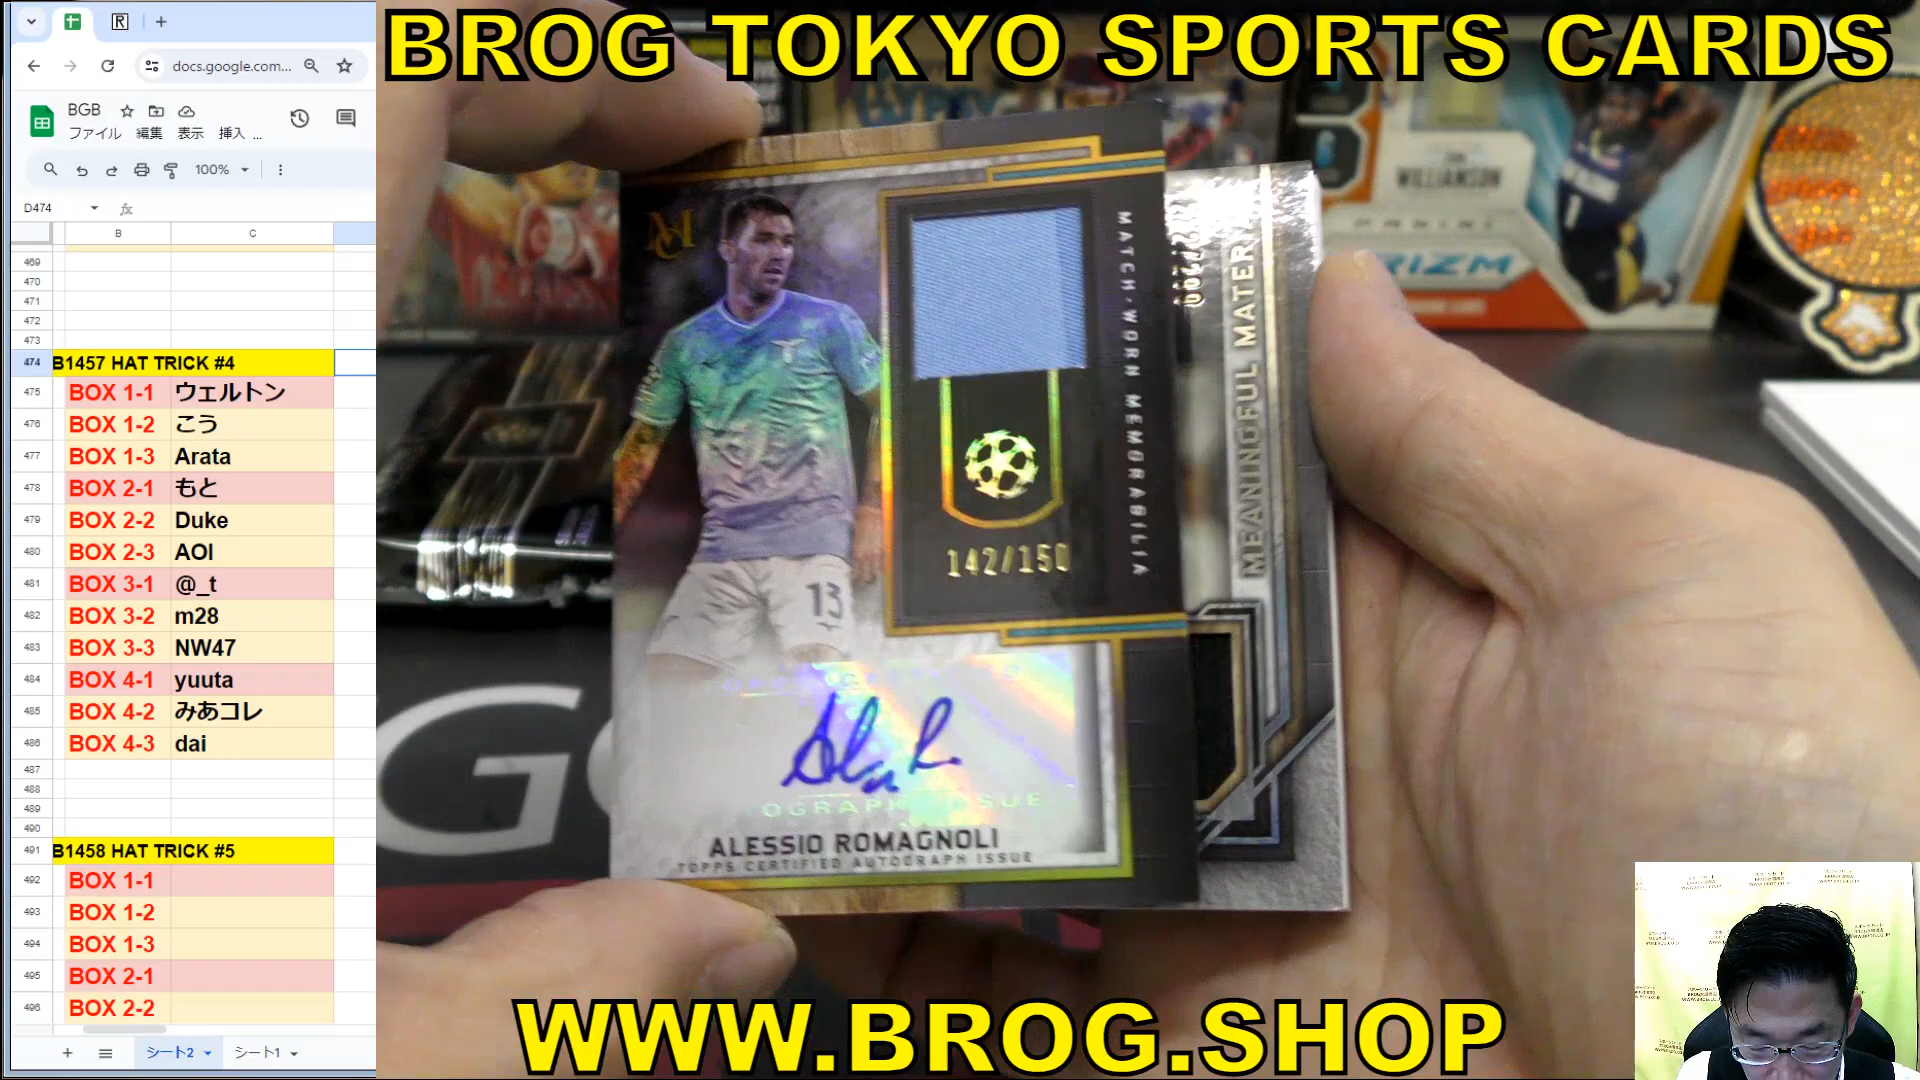 BROG TOKYO SPORTS CARDS
docs.google.com...
BGB
ファイル 編集 表示 挿入 ...
100%
D474
fx
B C
469
470
471
472
473
474 B1457 HAT TRICK #4
475 BOX 1-1 ウェルトン
476 BOX 1-2 こう
477 BOX 1-3 Arata
478 BOX 2-1 もと
479 BOX 2-2 Duke
480 BOX 2-3 AOI
481 BOX 3-1 @_t
482 BOX 3-2 m28
483 BOX 3-3 NW47
484 BOX 4-1 yuuta
485 BOX 4-2 みあコレ
486 BOX 4-3 dai
487
488
489
490
491 B1458 HAT TRICK #5
492 BOX 1-1
493 BOX 1-2
494 BOX 1-3
495 BOX 2-1
496 BOX 2-2
シート2 シート1
MATCH-WORN MEMORABILIA
142/150
13
ALESSIO ROMAGNOLI
TOPPS CERTIFIED AUTOGRAPH ISSUE
MEANINGFUL MATERI
WILLIAMSON
PANINI
RIZM
WWW.BROG.SHOP